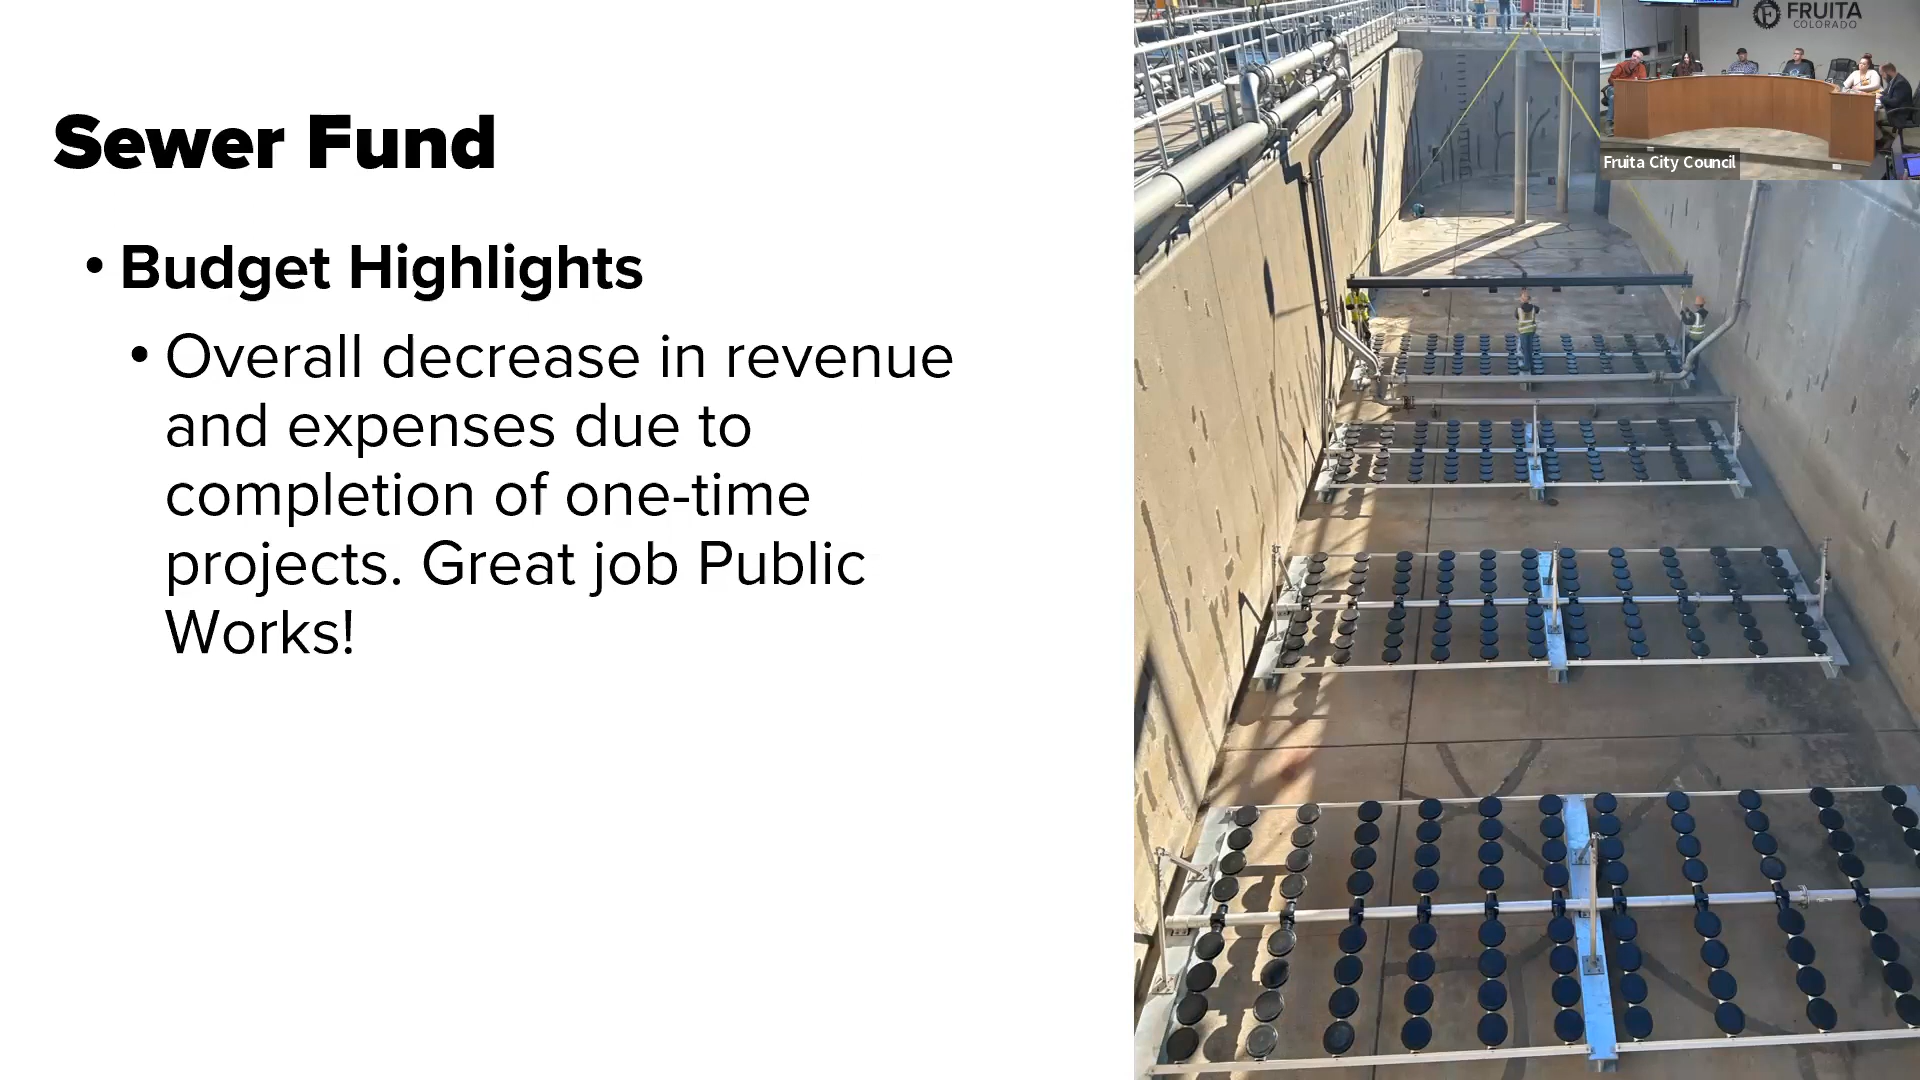 Sewer Fund
• Budget Highlights
• Overall decrease in revenue
and expenses due to
completion of one-time
projects. Great job Public
Works!
FRUITA
COLORADO
Fruita City Council